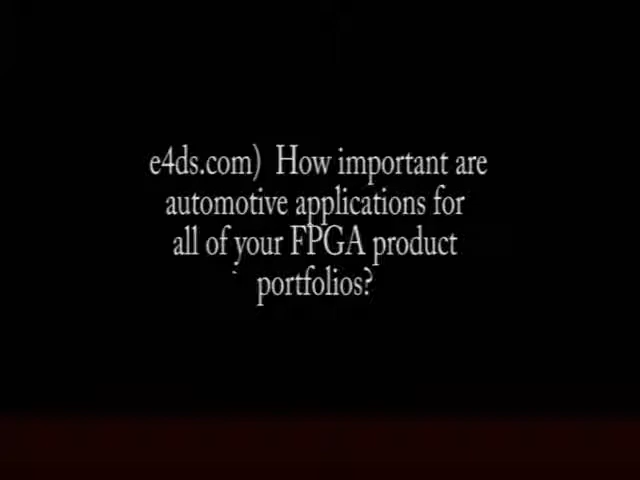 e4ds.com) How important are
automotive applications for
all of your FPGA product
portfolios?